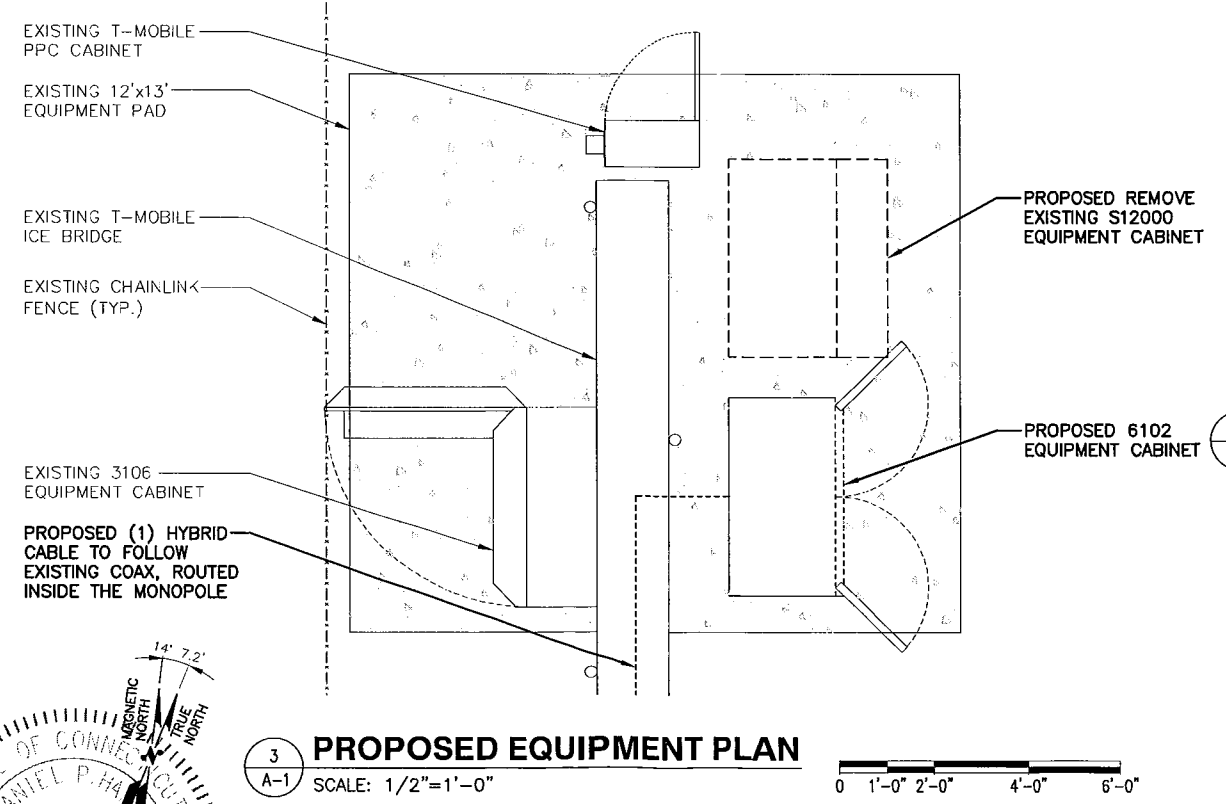 EXISTING T-MOBILE
PPC CABINET
EXISTING 12'x13'
EQUIPMENT PAD
EXISTING T-MOBILE
ICE BRIDGE
EXISTING CHAINLINK
FENCE (TYP.)
EXISTING 3106
EQUIPMENT CABINET
PROPOSED (1) HYBRID
CABLE TO FOLLOW
EXISTING COAX, ROUTED
INSIDE THE MONOPOLE
PROPOSED REMOVE
EXISTING S12000
EQUIPMENT CABINET
PROPOSED 6102
EQUIPMENT CABINET
14° 7.2'
MAGNETIC
NORTH
TRUE
NORTH
OF CONNEC
3
A-1
PROPOSED EQUIPMENT PLAN
SCALE: 1/2"=1'-0"
0 1'-0" 2'-0" 4'-0" 6'-0"